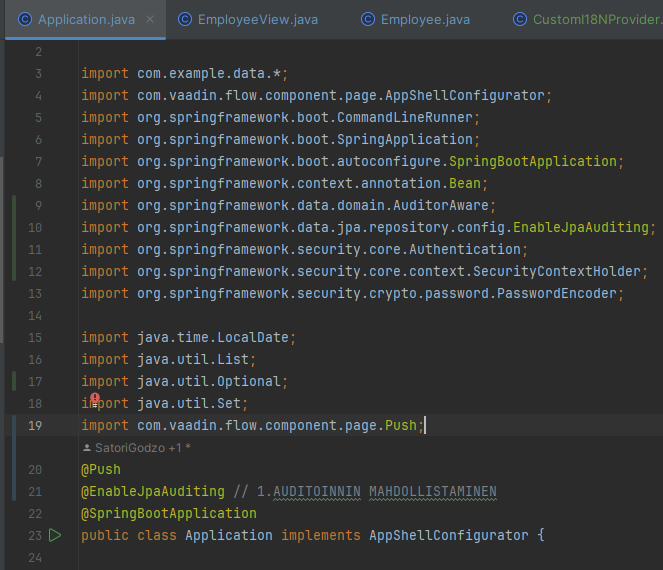 Application.java × EmployeeView.java Employee.java CustomI18NProvider.
2
3 import com.example.data.*;
4 import com.vaadin.flow.component.page.AppShellConfigurator;
5 import org.springframework.boot.CommandLineRunner;
6 import org.springframework.boot.SpringApplication;
7 import org.springframework.boot.autoconfigure.SpringBootApplication;
8 import org.springframework.context.annotation.Bean;
9 import org.springframework.data.domain.AuditorAware;
10 import org.springframework.data.jpa.repository.config.EnableJpaAuditing;
11 import org.springframework.security.core.Authentication;
12 import org.springframework.security.core.context.SecurityContextHolder;
13 import org.springframework.security.crypto.password.PasswordEncoder;
14
15 import java.time.LocalDate;
16 import java.util.List;
17 import java.util.Optional;
18 import java.util.Set;
19 import com.vaadin.flow.component.page.Push;
SatoriGodzo +1 *
20 @Push
21 @EnableJpaAuditing // 1.AUDITOINNIN MAHDOLLISTAMINEN
22 @SpringBootApplication
23 public class Application implements AppShellConfigurator {
24